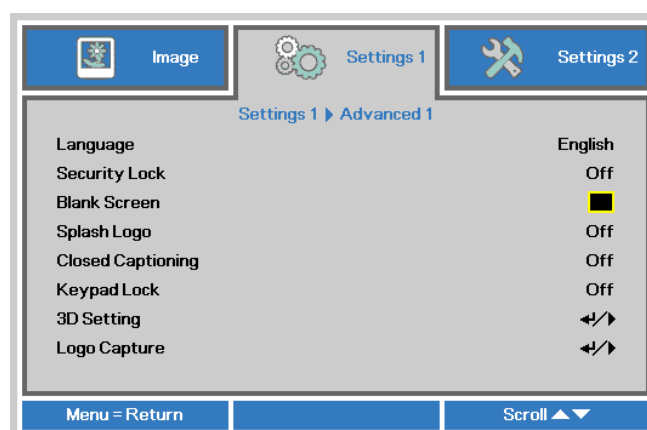 Image Settings 1 Settings 2
Settings 1 ▶ Advanced 1
Language English
Security Lock Off
Blank Screen
Splash Logo Off
Closed Captioning Off
Keypad Lock Off
3D Setting ↵/▶
Logo Capture ↵/▶
Menu = Return Scroll ▲▼